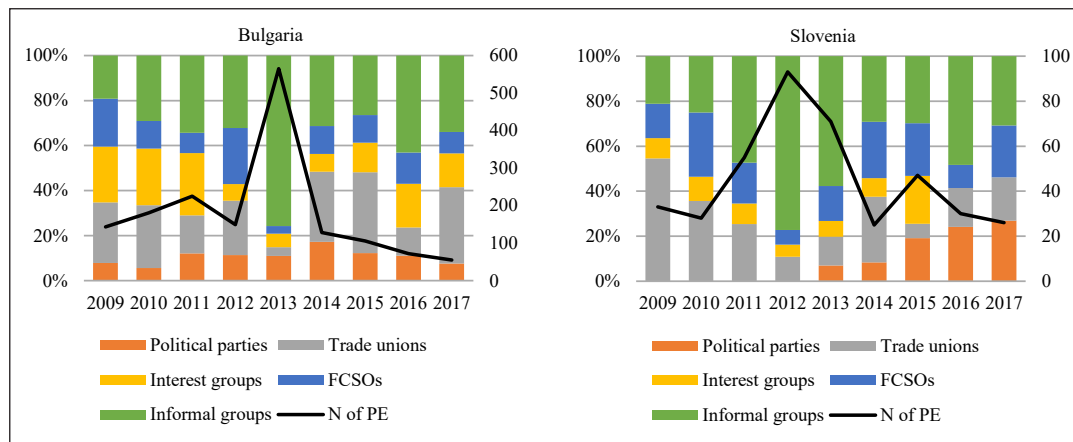 Bulgaria
100%
80%
60%
40%
20%
0%
600
500
400
300
200
100
0
2009 2010 2011 2012 2013 2014 2015 2016 2017
Political parties
Trade unions
Interest groups
FCSOs
Informal groups
N of PE
Slovenia
100%
80%
60%
40%
20%
0%
100
80
60
40
20
0
2009 2010 2011 2012 2013 2014 2015 2016 2017
Political parties
Trade unions
Interest groups
FCSOs
Informal groups
N of PE